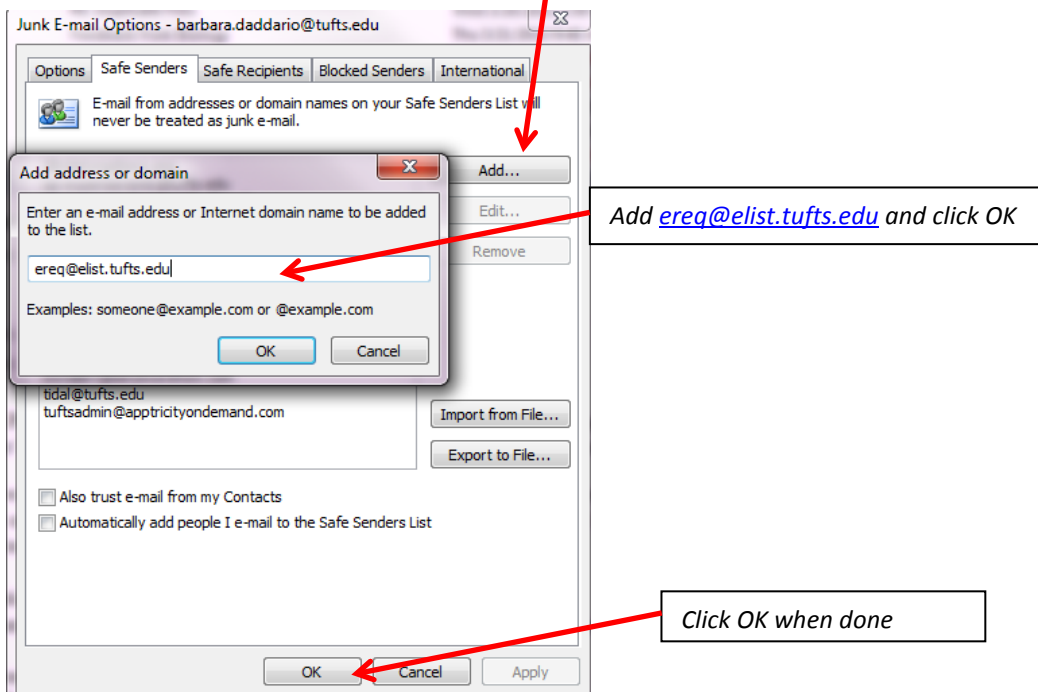 Junk E-mail Options - barbara.daddario@tufts.edu
Options Safe Senders Safe Recipients Blocked Senders International
E-mail from addresses or domain names on your Safe Senders List will
never be treated as junk e-mail.
Add address or domain
Add...
Enter an e-mail address or Internet domain name to be added
to the list.
Edit...
Add ereq@elist.tufts.edu and click OK
Remove
ereq@elist.tufts.edu
Examples: someone@example.com or @example.com
OK Cancel
tidal@tufts.edu
tuftsadmin@apptricityondemand.com
Import from File...
Export to File...
Also trust e-mail from my Contacts
Automatically add people I e-mail to the Safe Senders List
Click OK when done
OK Cancel Apply